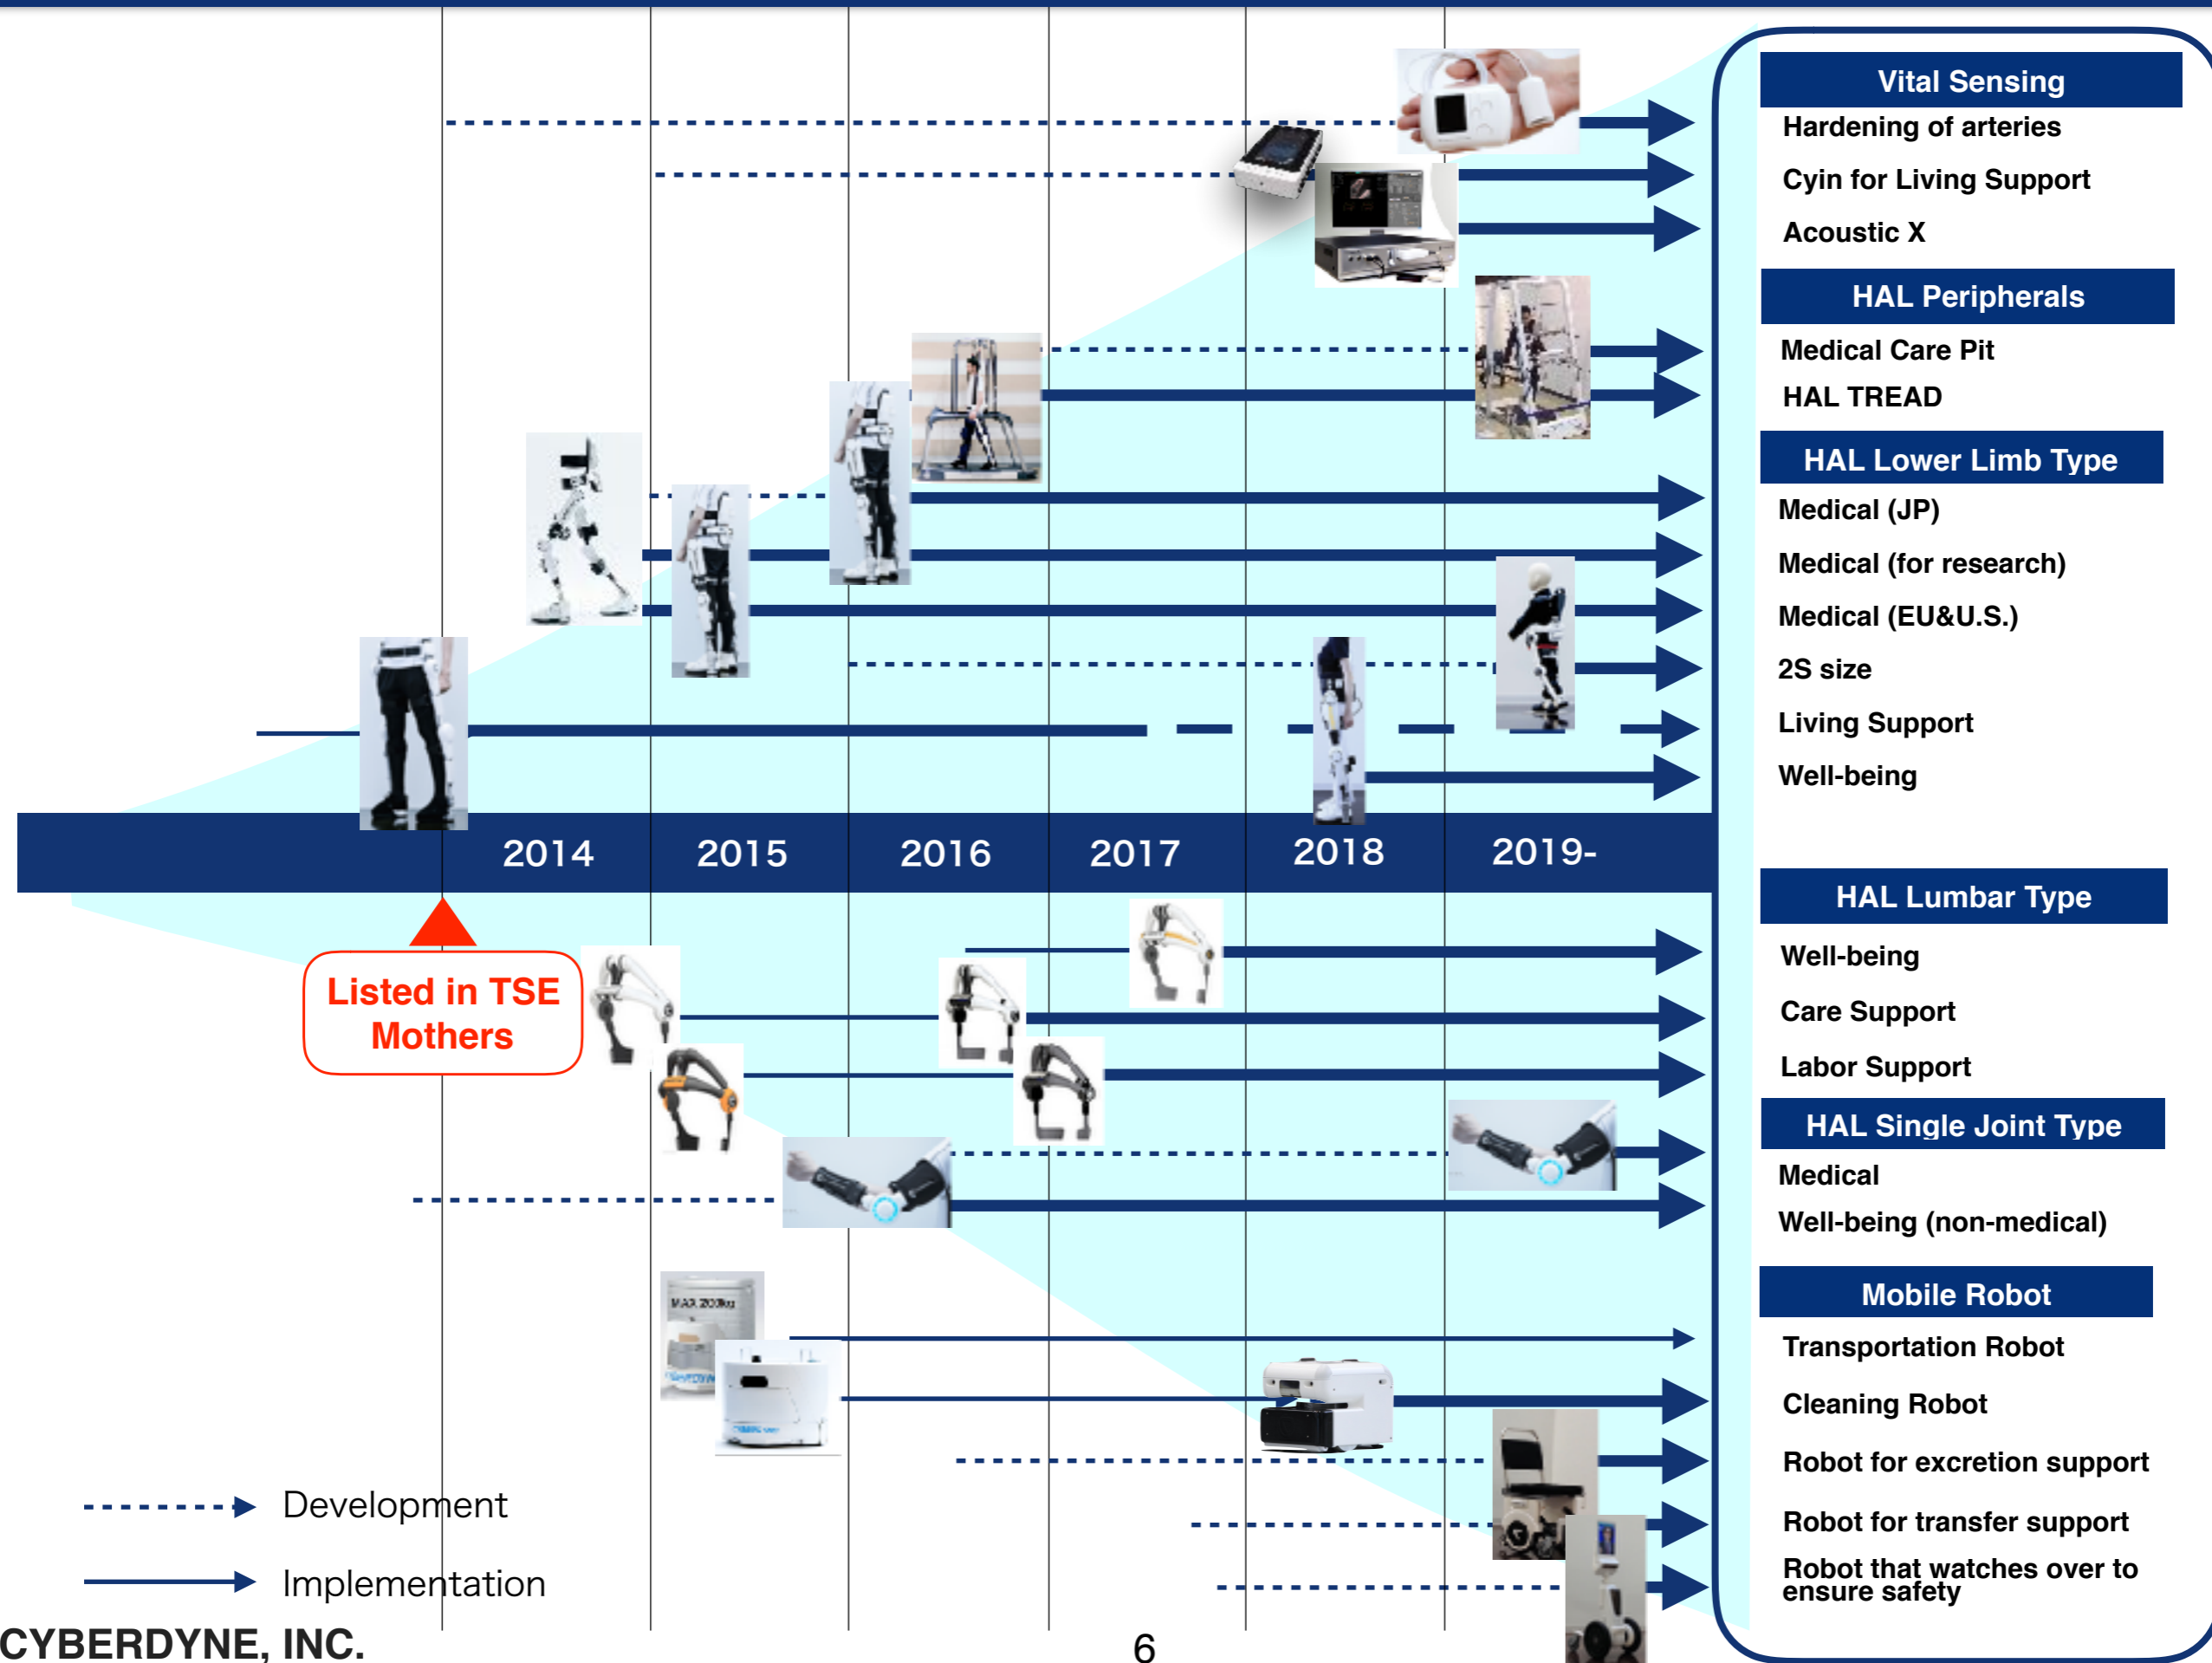 Vital Sensing
Hardening of arteries
Cyin for Living Support
Acoustic X
HAL Peripherals
Medical Care Pit
HAL TREAD
HAL Lower Limb Type
Medical (JP)
Medical (for research)
Medical (EU&U.S.)
2S size
Living Support
Well-being
2014
2015
2016
2017
2018
2019-
Listed in TSE
Mothers
HAL Lumbar Type
Well-being
Care Support
Labor Support
HAL Single Joint Type
Medical
Well-being (non-medical)
MAX 200kg
Mobile Robot
Transportation Robot
Cleaning Robot
Robot for excretion support
Robot for transfer support
Robot that watches over to
ensure safety
Development
Implementation
CYBERDYNE, INC.
6